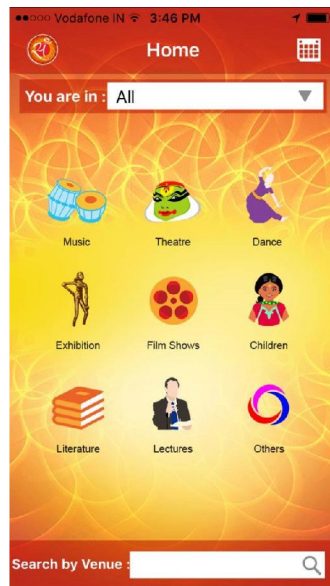 Vodafone IN 3:46 PM
Home
You are in : All
Music Theatre Dance
Exhibition Film Shows Children
Literature Lectures Others
Search by Venue :